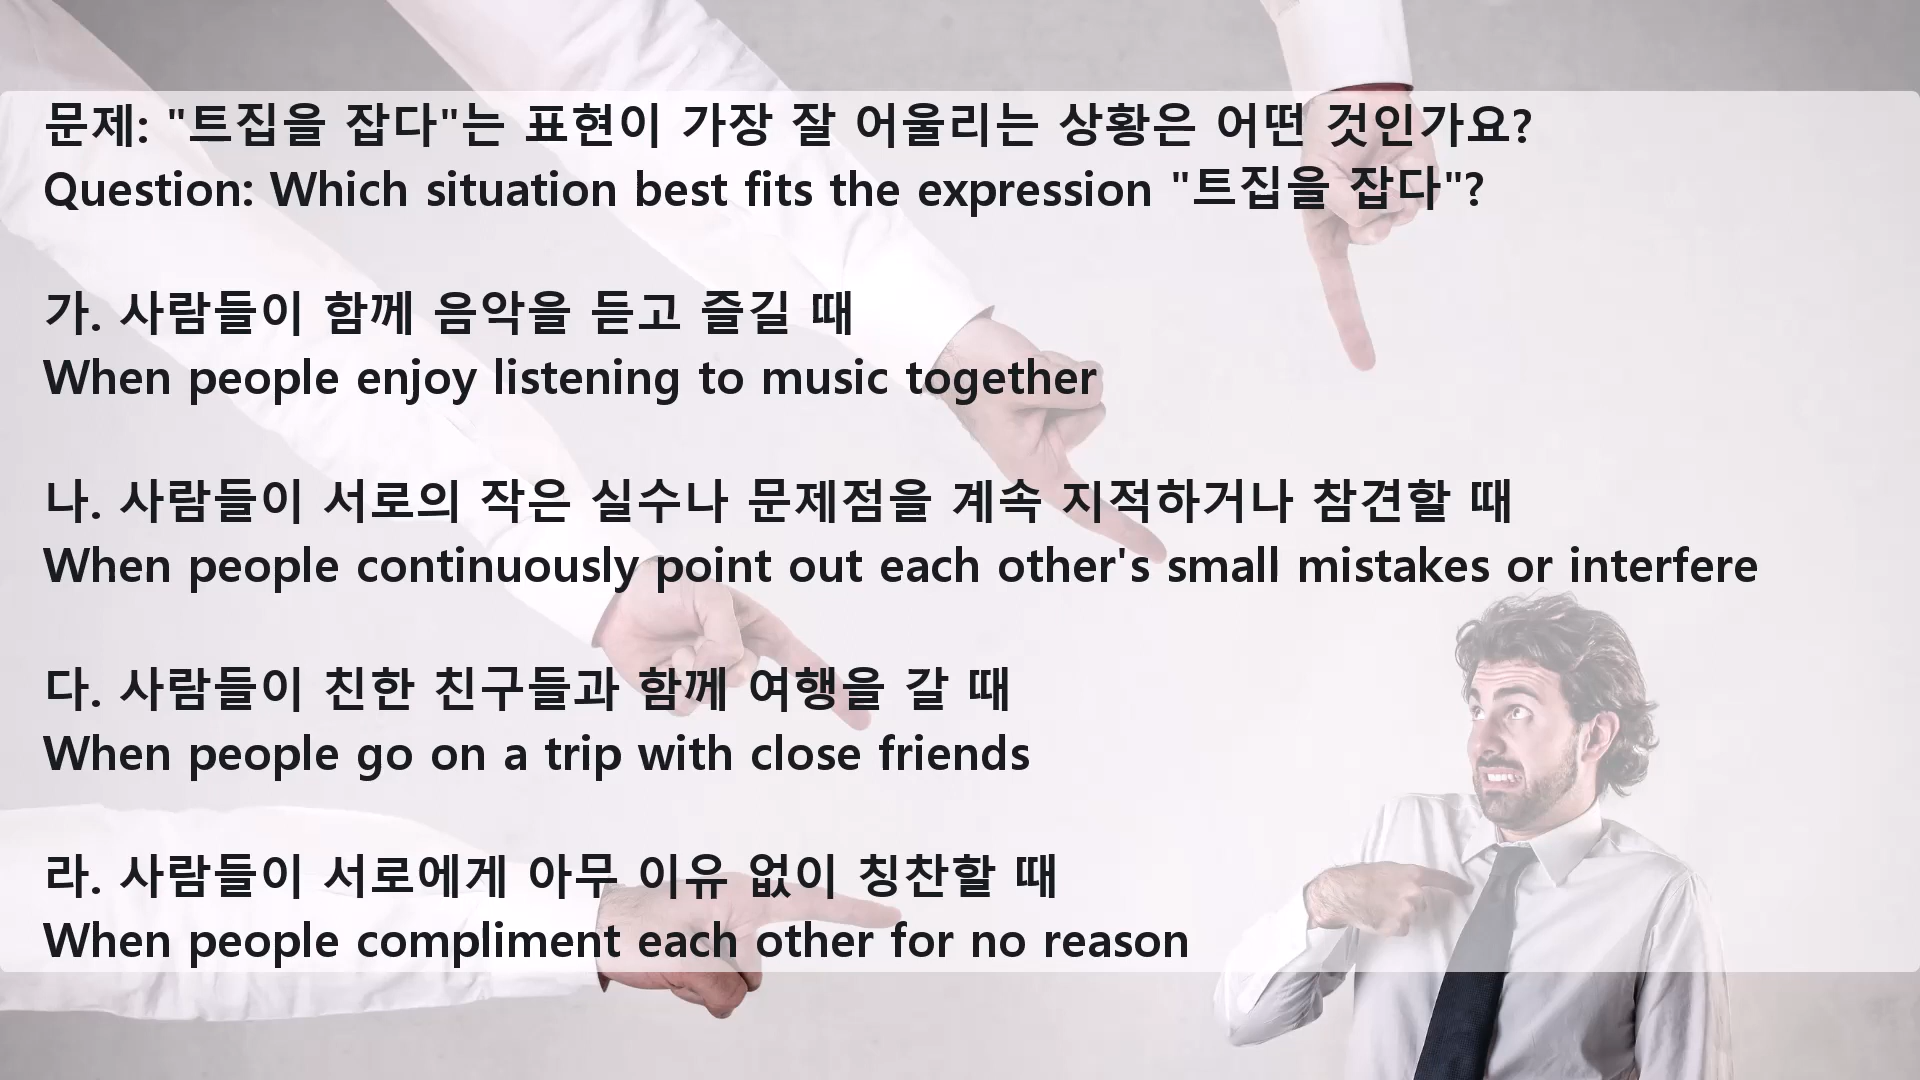 문제: "트집을 잡다"는 표현이 가장 잘 어울리는 상황은 어떤 것인가요?
Question: Which situation best fits the expression "트집을 잡다"?
가. 사람들이 함께 음악을 듣고 즐길 때
When people enjoy listening to music together
나. 사람들이 서로의 작은 실수나 문제점을 계속 지적하거나 참견할 때
When people continuously point out each other's small mistakes or interfere
다. 사람들이 친한 친구들과 함께 여행을 갈 때
When people go on a trip with close friends
라. 사람들이 서로에게 아무 이유 없이 칭찬할 때
When people compliment each other for no reason